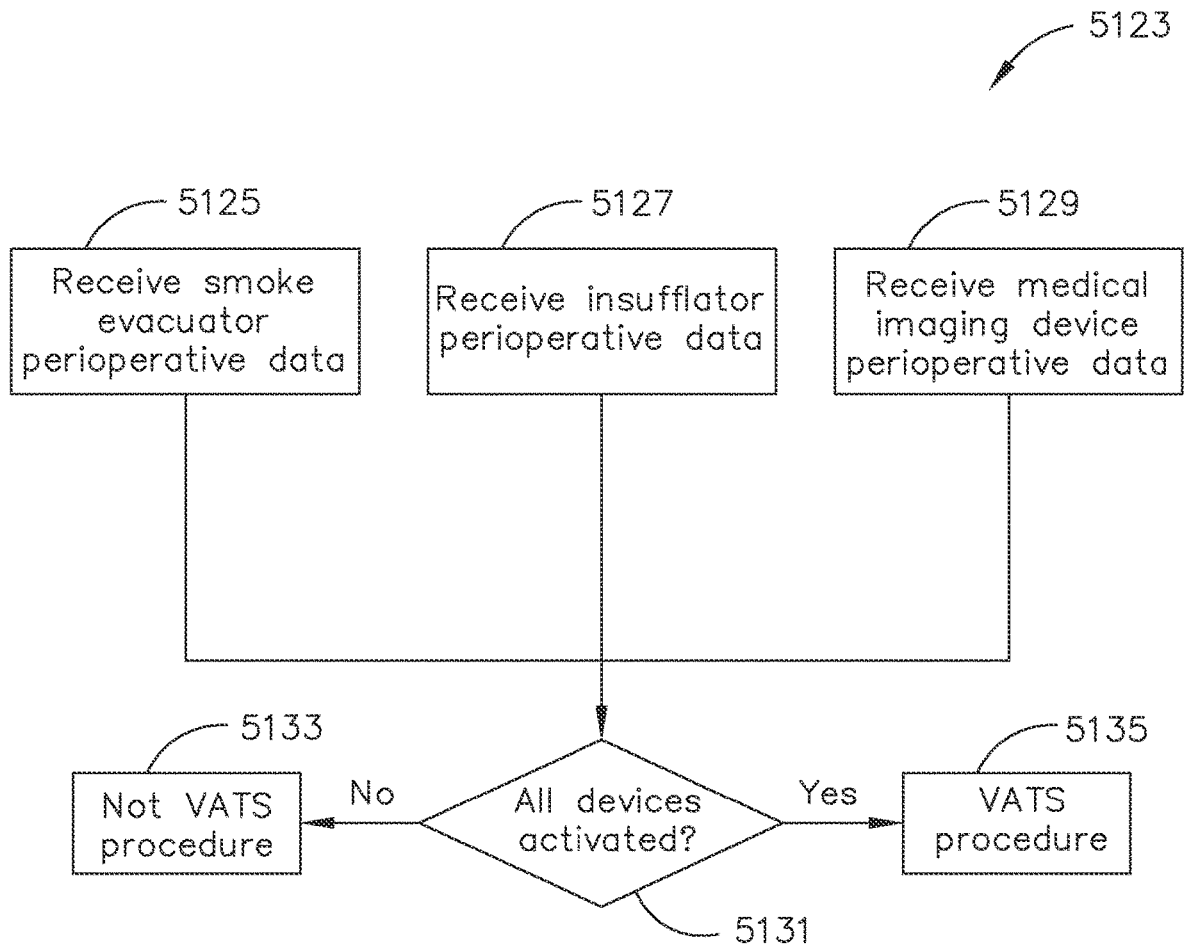 5123
5125
Receive smoke
evacuator
perioperative data
5127
Receive insufflator
perioperative data
5129
Receive medical
imaging device
perioperative data
5133
Not VATS
procedure
No
All devices
activated?
5131
Yes
5135
VATS
procedure